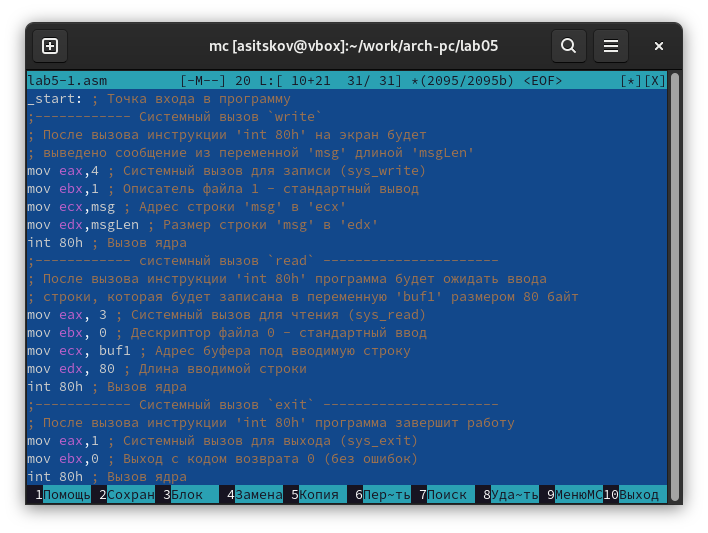 mc [asitskov@vbox]:~/work/arch-pc/lab05
lab5-1.asm [-M--] 20 L:[ 10+21 31/ 31] *(2095/2095b) <EOF> [*][X]
_start: ; Точка входа в программу
;------------ Системный вызов `write`
; После вызова инструкции 'int 80h' на экран будет
; выведено сообщение из переменной 'msg' длиной 'msgLen'
mov eax,4 ; Системный вызов для записи (sys_write)
mov ebx,1 ; Описатель файла 1 - стандартный вывод
mov ecx,msg ; Адрес строки 'msg' в 'ecx'
mov edx,msgLen ; Размер строки 'msg' в 'edx'
int 80h ; Вызов ядра
;------------ системный вызов `read` ----------------------
; После вызова инструкции 'int 80h' программа будет ожидать ввода
; строки, которая будет записана в переменную 'buf1' размером 80 байт
mov eax, 3 ; Системный вызов для чтения (sys_read)
mov ebx, 0 ; Дескриптор файла 0 - стандартный ввод
mov ecx, buf1 ; Адрес буфера под вводимую строку
mov edx, 80 ; Длина вводимой строки
int 80h ; Вызов ядра
;------------ Системный вызов `exit` ----------------------
; После вызова инструкции 'int 80h' программа завершит работу
mov eax,1 ; Системный вызов для выхода (sys_exit)
mov ebx,0 ; Выход с кодом возврата 0 (без ошибок)
int 80h ; Вызов ядра
1Помощь 2Сохран 3Блок 4Замена 5Копия 6Пер~ть 7Поиск 8Уда~ть 9МенюМС 10Выход